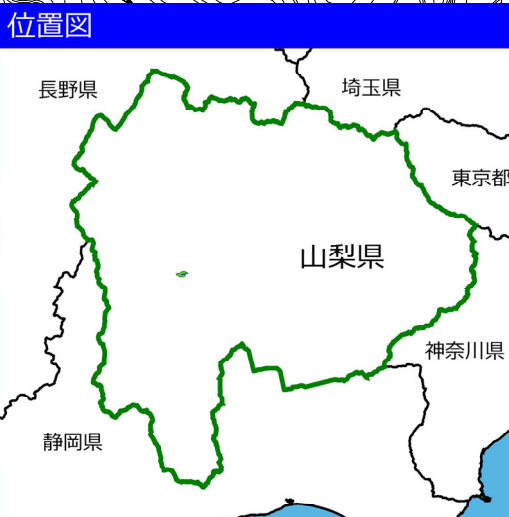 位置図
長野県
埼玉県
東京都
山梨県
神奈川県
静岡県